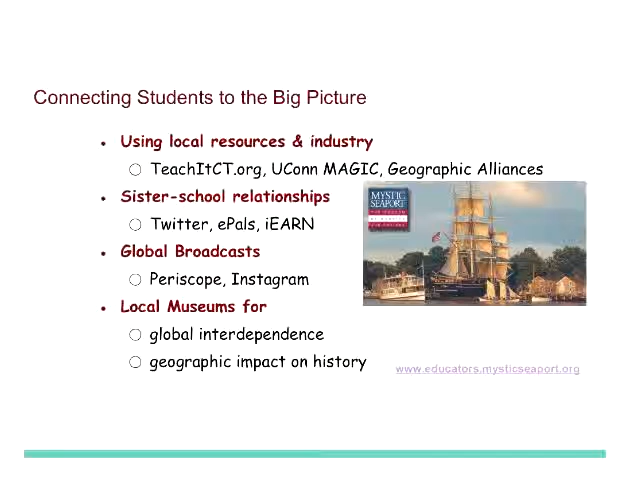 Connecting Students to the Big Picture
Using local resources & industry
TeachItCT.org, UConn MAGIC, Geographic Alliances
Sister-school relationships
Twitter, ePals, iEARN
Global Broadcasts
Periscope, Instagram
Local Museums for
global interdependence
geographic impact on history
MYSTIC
SEAPORT
www.educators.mysticseaport.org